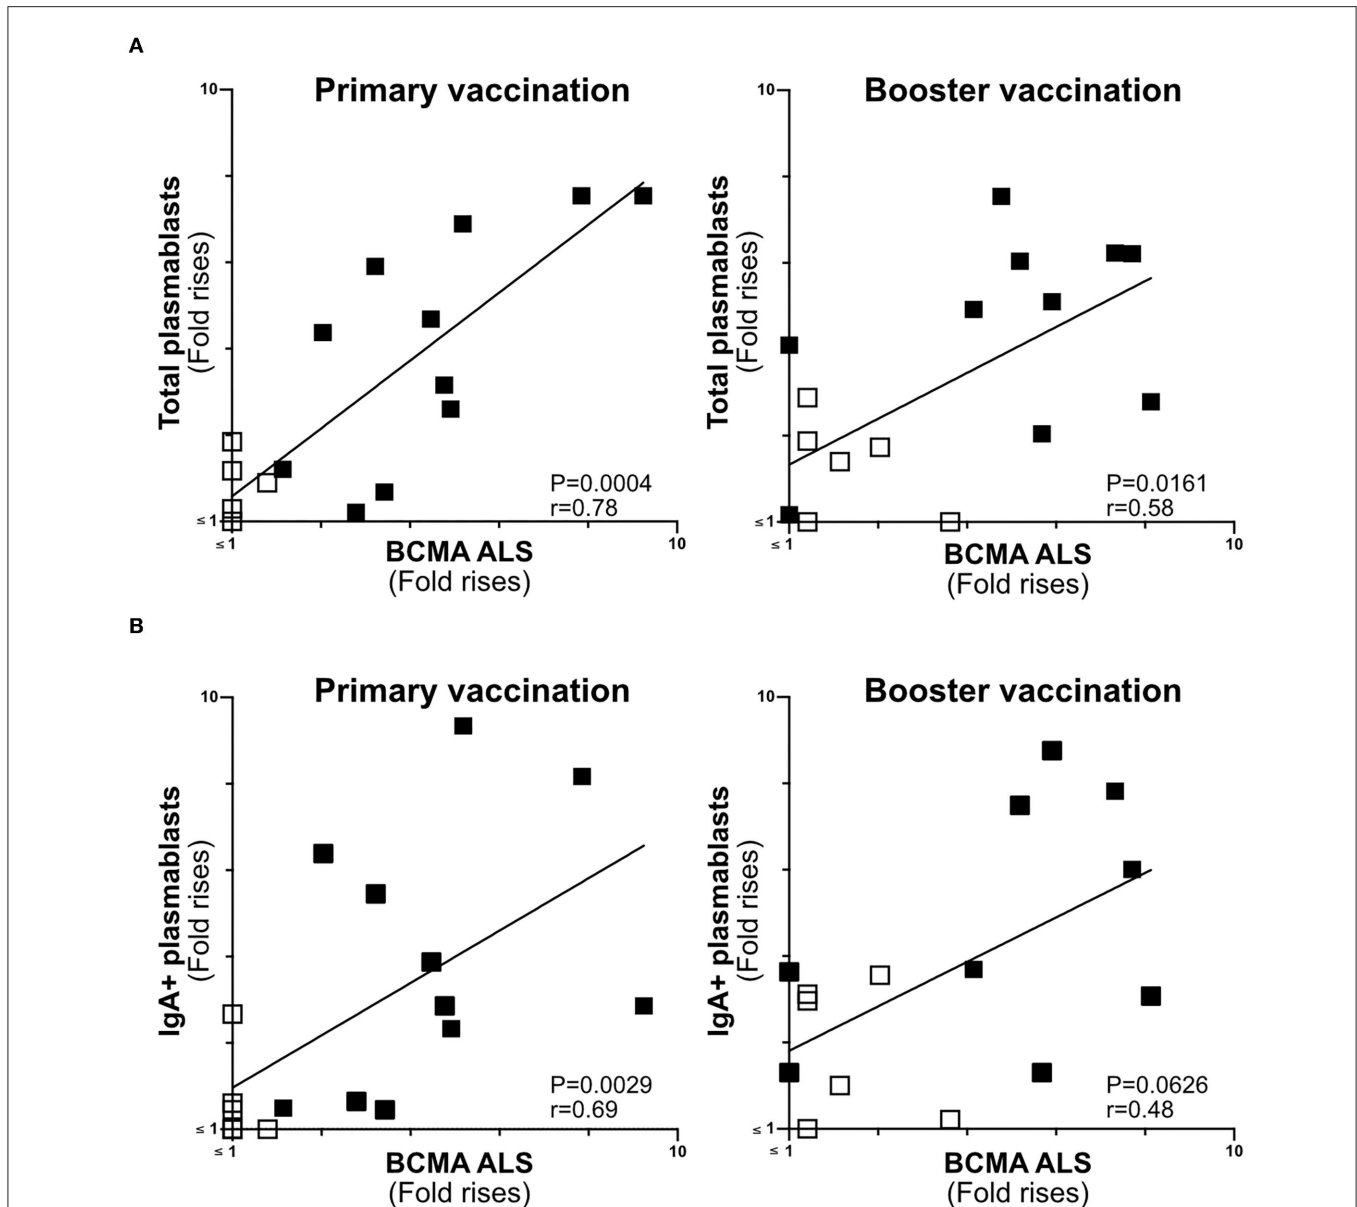 A
Primary vaccination
10
Total plasmablasts
(Fold rises)
P=0.0004
r=0.78
≤ 1
≤ 1
10
BCMA ALS
(Fold rises)
Booster vaccination
10
Total plasmablasts
(Fold rises)
P=0.0161
r=0.58
≤ 1
≤ 1
10
BCMA ALS
(Fold rises)
B
Primary vaccination
10
IgA+ plasmablasts
(Fold rises)
P=0.0029
r=0.69
≤ 1
≤ 1
10
BCMA ALS
(Fold rises)
Booster vaccination
10
IgA+ plasmablasts
(Fold rises)
P=0.0626
r=0.48
≤ 1
≤ 1
10
BCMA ALS
(Fold rises)